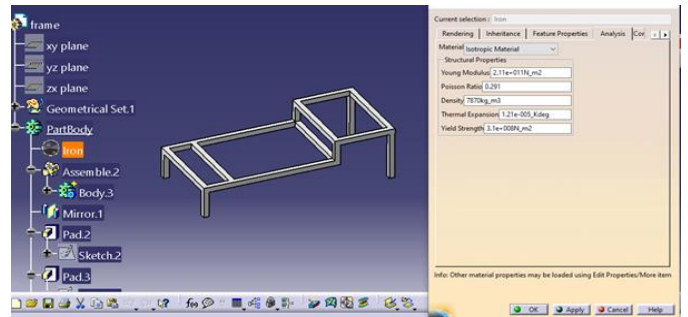 frame
xy plane
yz plane
zx plane
Geometrical Set.1
PartBody
Iron
Assemble.2
Body.3
Mirror.1
Pad.2
Sketch.2
Pad.3
Current selection : Iron
Rendering Inheritance Feature Properties Analysis
Material Isotropic Material
Structural Properties
Young Modulus 2.11e+011N_m2
Poisson Ratio 0.291
Density 7870kg_m3
Thermal Expansion 1.21e-005_Kdeg
Yield Strength 3.1e+008N_m2
Info: Other material properties may be loaded using Edit Properties/More item
OK Apply Cancel Help